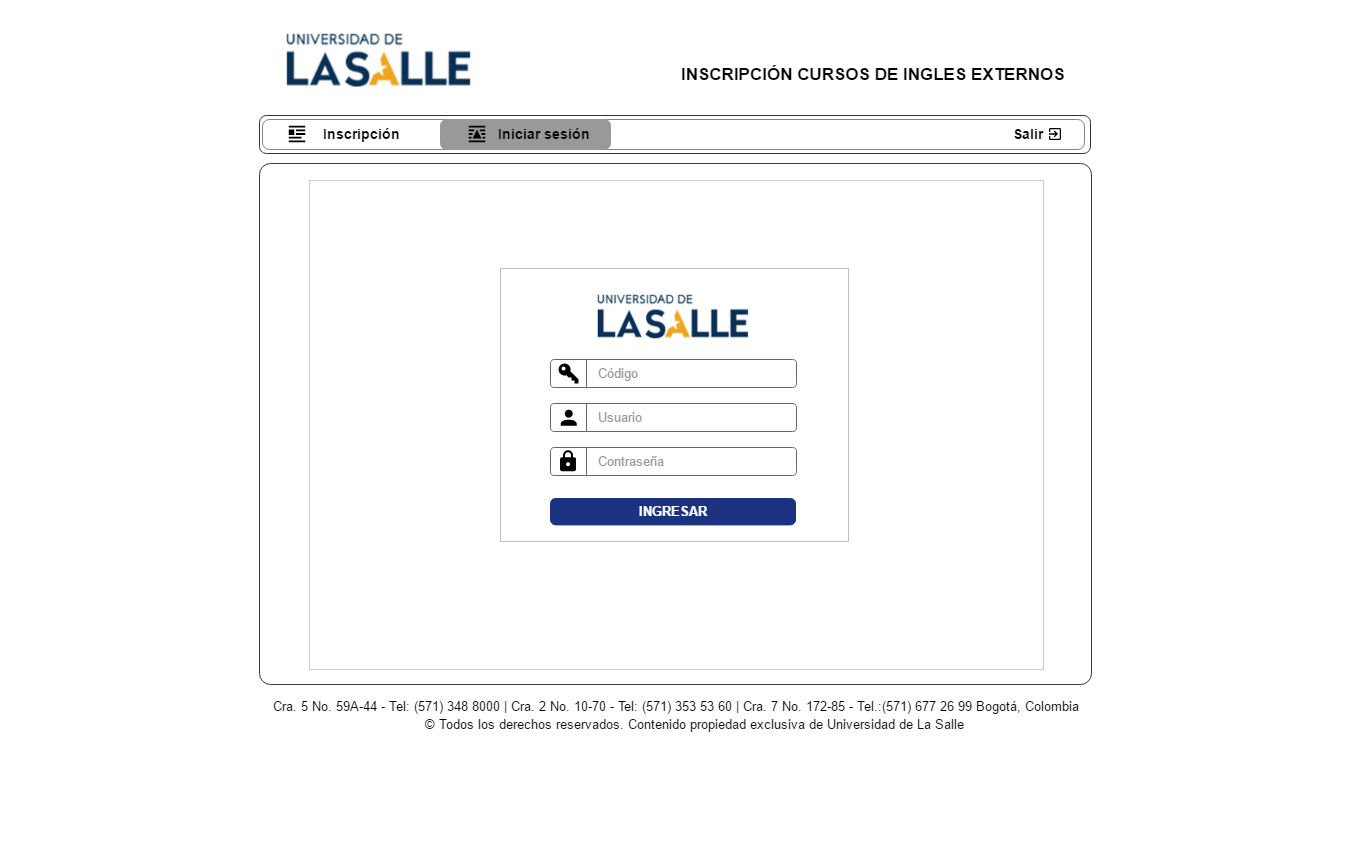 UNIVERSIDAD DE
LASALLE
INSCRIPCIÓN CURSOS DE INGLES EXTERNOS
Inscripción
Iniciar sesión
Salir
UNIVERSIDAD DE
LASALLE
Código
Usuario
Contraseña
INGRESAR
Cra. 5 No. 59A-44 - Tel: (571) 348 8000 | Cra. 2 No. 10-70 - Tel: (571) 353 53 60 | Cra. 7 No. 172-85 - Tel.:(571) 677 26 99 Bogotá, Colombia
© Todos los derechos reservados. Contenido propiedad exclusiva de Universidad de La Salle